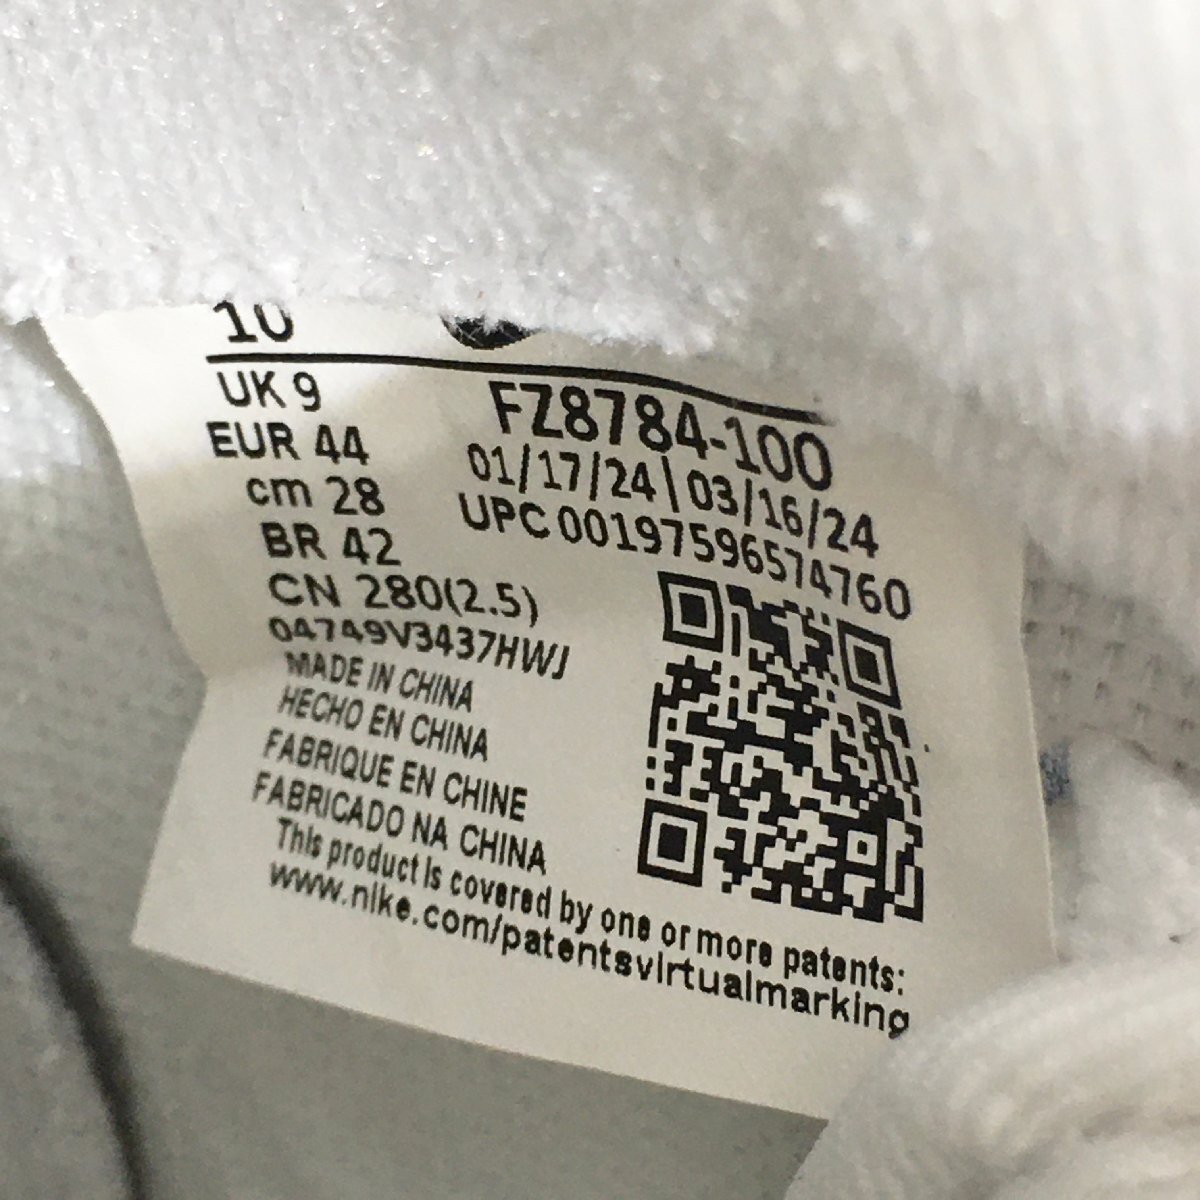 10
UK 9
EUR 44
cm 28
BR 42
CN 280(2.5)
04749V3437HWJ
FZ8784-100
01/17/24 | 03/16/24
UPC 00197596574760
MADE IN CHINA
HECHO EN CHINA
FABRIQUE EN CHINE
FABRICADO NA CHINA
This product is covered by one or more patents:
www.nike.com/patentsvirtualmarking